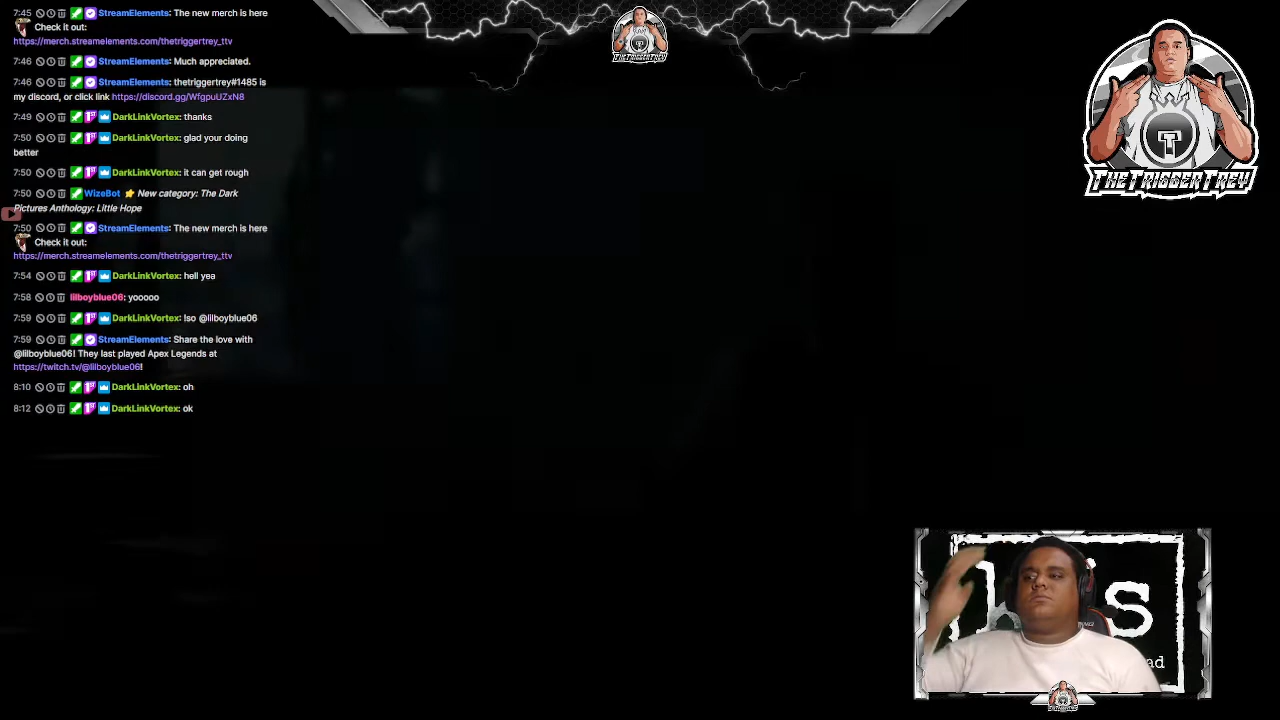 7:45 StreamElements: The new merch is here
Check it out:
https://merch.streamelements.com/thetriggertrey_ttv
7:46 StreamElements: Much appreciated.
7:46 StreamElements: thetriggertrey#1485 is
my discord, or click link https://discord.gg/WfgpuUZxN8
7:49 DarkLinkVortex: thanks
7:50 DarkLinkVortex: glad your doing
better
7:50 DarkLinkVortex: it can get rough
7:50 WizeBot New category: The Dark
Pictures Anthology: Little Hope
7:50 StreamElements: The new merch is here
Check it out:
https://merch.streamelements.com/thetriggertrey_ttv
7:54 DarkLinkVortex: hell yea
7:58 lilboyblue06: yooooo
7:59 DarkLinkVortex: !so @lilboyblue06
7:59 StreamElements: Share the love with
@lilboyblue06! They last played Apex Legends at
https://twitch.tv/@lilboyblue06!
8:10 DarkLinkVortex: oh
8:12 DarkLinkVortex: ok
THETRIGGERTREY
T
THETRIGGERTREY